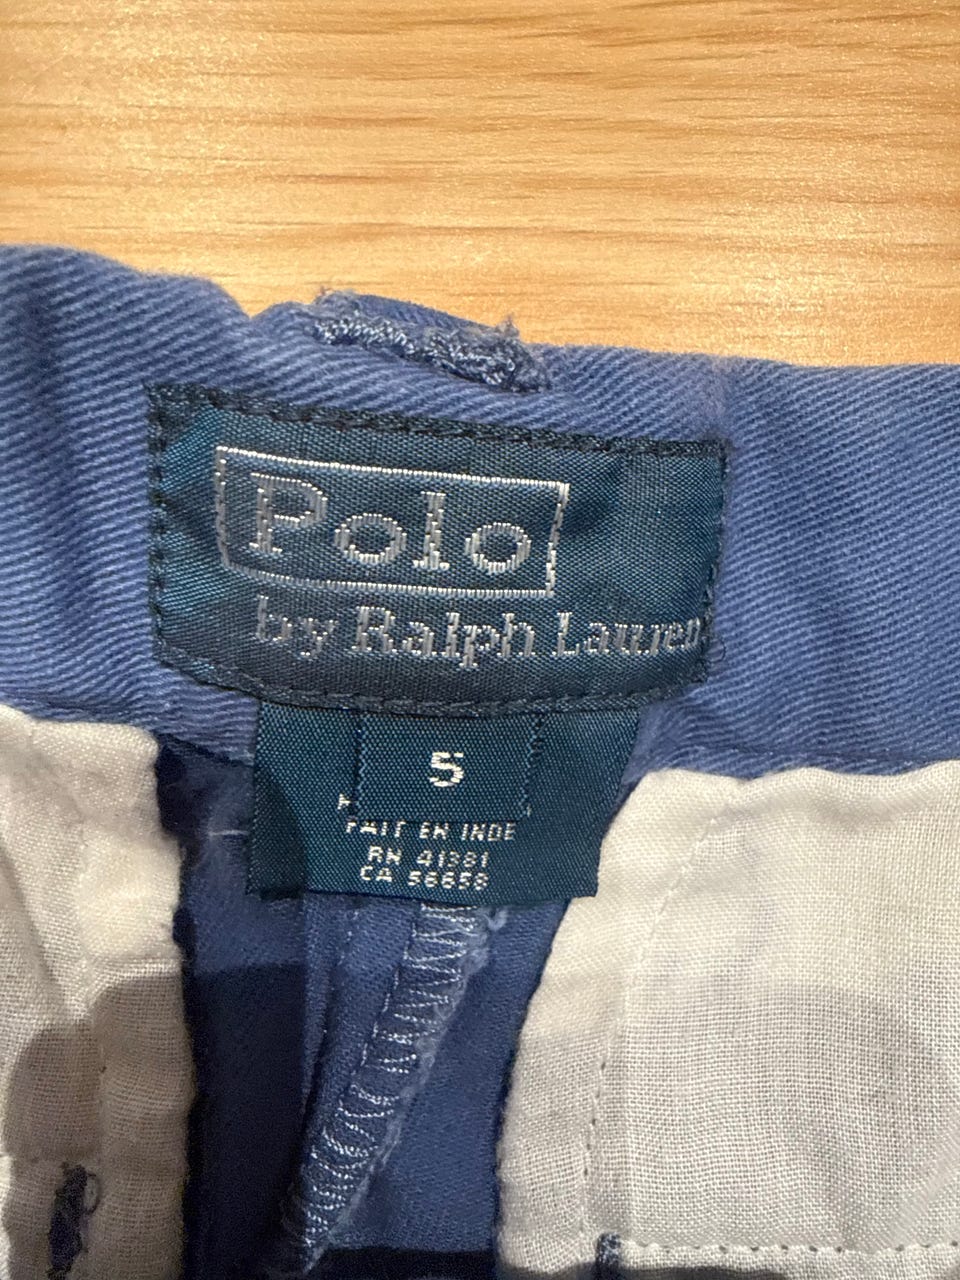 Polo
by Ralph Lauren
5
FAIT EN INDE
RN 41381
CA 56658